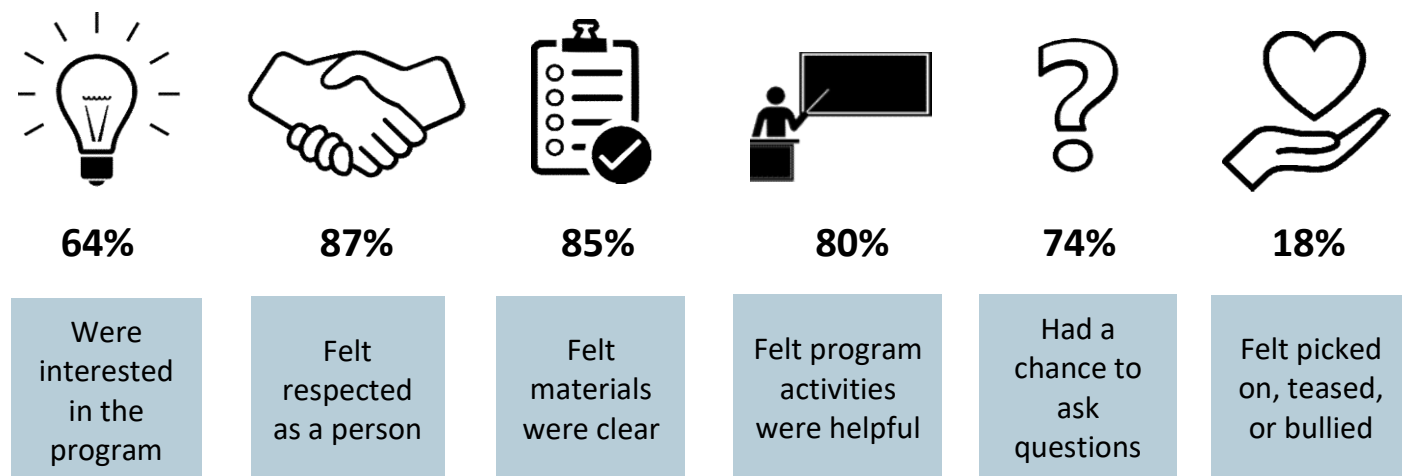 64%
Were
interested
in the
program
87%
Felt
respected
as a person
85%
Felt
materials
were clear
80%
Felt program
activities
were helpful
74%
Had a
chance to
ask
questions
18%
Felt picked
on, teased,
or bullied